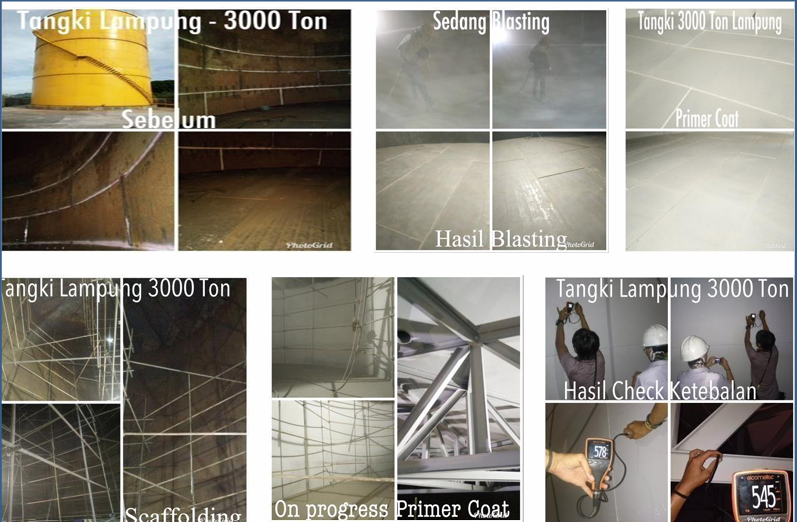 Tangki Lampung - 3000 Ton
Sebelum
PhotoGrid
Sedang Blasting
Hasil Blasting
PhotoGrid
Tangki 3000 Ton Lampung
Primer Coat
Tangki Lampung 3000 Ton
Scaffolding
On progress Primer Coat
Tangki Lampung 3000 Ton
Hasil Check Ketebalan
578
elcometer
545
PhotoGrid